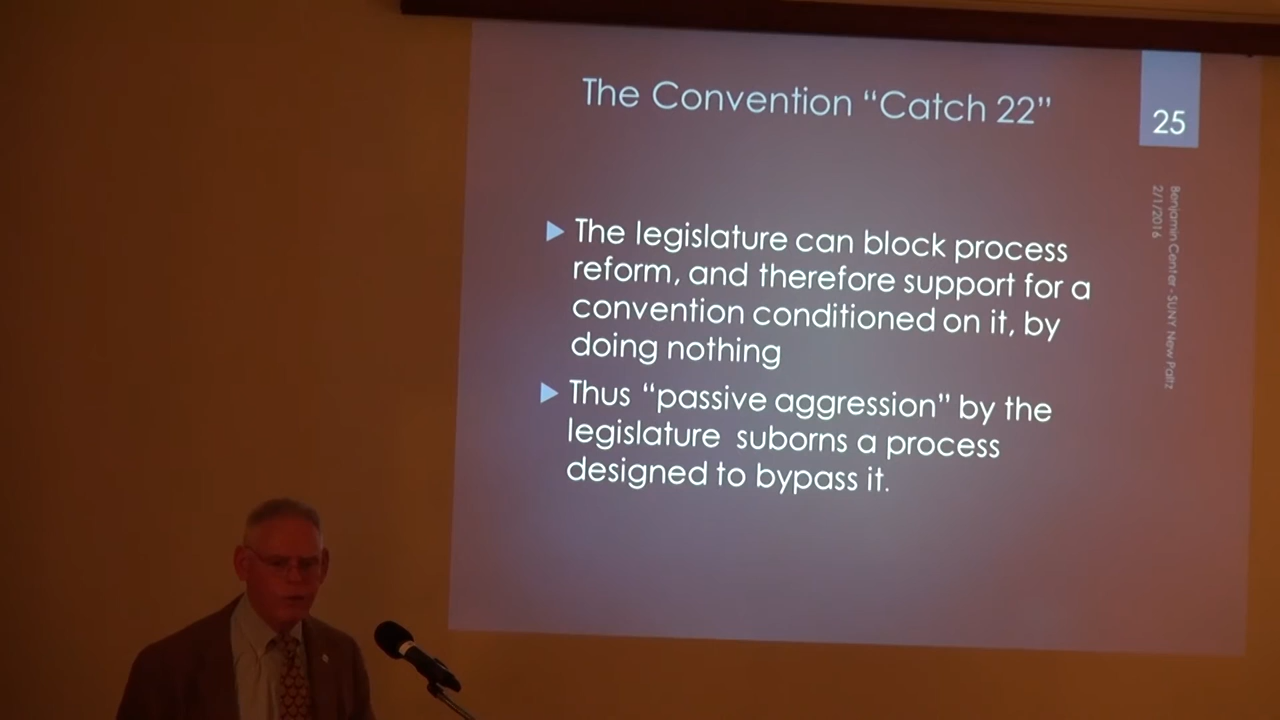 The Convention “Catch 22”
25
The legislature can block process
reform, and therefore support for a
convention conditioned on it, by
doing nothing
Thus “passive aggression” by the
legislature suborns a process
designed to bypass it.
Benjamin Center - SUNY New Paltz
2/1/2016